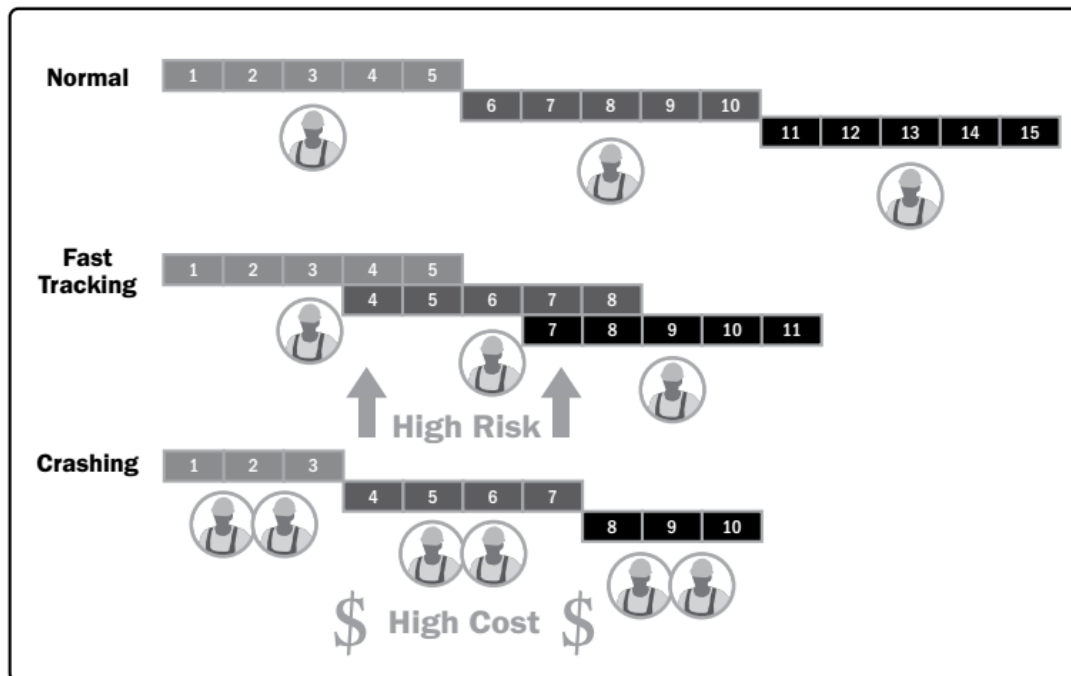 Normal
1 2 3 4 5
6 7 8 9 10
11 12 13 14 15
Fast
Tracking
1 2 3 4 5
4 5 6 7 8
7 8 9 10 11
High Risk
Crashing
1 2 3
4 5 6 7
8 9 10
$ High Cost $